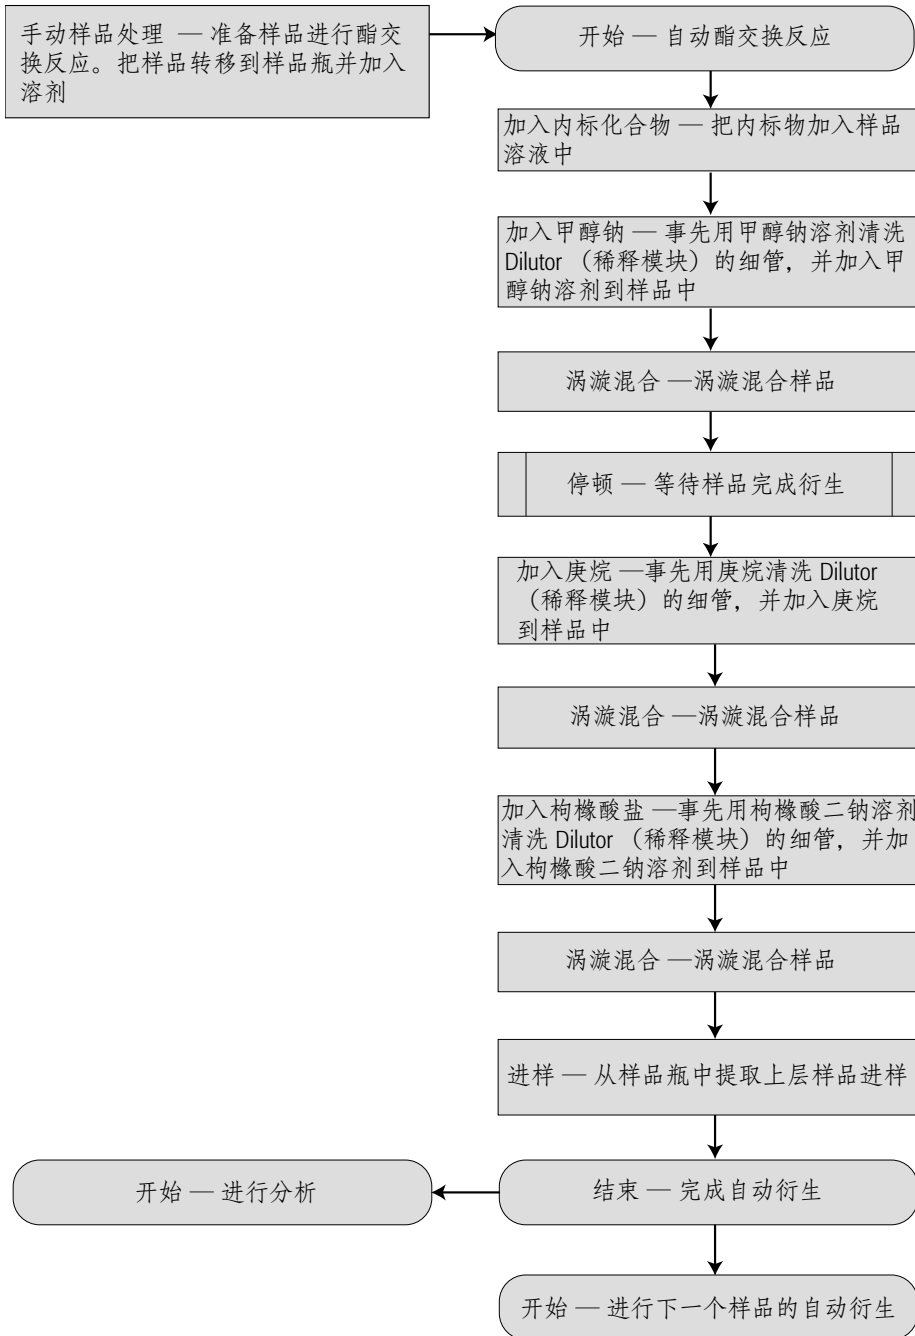 手动样品处理 — 准备样品进行酯交
换反应。把样品转移到样品瓶并加入
溶剂
开始 — 自动酯交换反应
加入内标化合物 — 把内标物加入样品
溶液中
加入甲醇钠 — 事先用甲醇钠溶剂清洗
Dilutor （稀释模块）的细管，并加入甲
醇钠溶剂到样品中
涡漩混合 —涡漩混合样品
停顿 — 等待样品完成衍生
加入庚烷 —事先用庚烷清洗 Dilutor
（稀释模块）的细管，并加入庚烷
到样品中
涡漩混合 —涡漩混合样品
加入枸橼酸盐 —事先用枸橼酸二钠溶剂
清洗 Dilutor （稀释模块）的细管，并加
入枸橼酸二钠溶剂到样品中
涡漩混合 —涡漩混合样品
进样 — 从样品瓶中提取上层样品进样
结束 — 完成自动衍生
开始 — 进行分析
开始 — 进行下一个样品的自动衍生